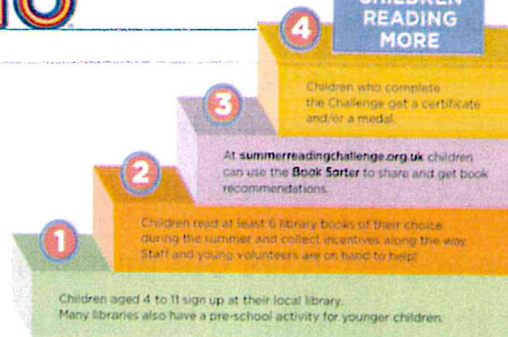 CHILDREN
READING
MORE
4
Children who complete
the Challenge get a certificate
and/or a medal.
3
At summerreadingchallenge.org.uk children
can use the Book Sorter to share and get book
recommendations.
2
Children read at least 6 library books of their choice
during the summer and collect incentives along the way.
Staff and young volunteers are on hand to help!
1
Children aged 4 to 11 sign up at their local library.
Many libraries also have a pre-school activity for younger children.